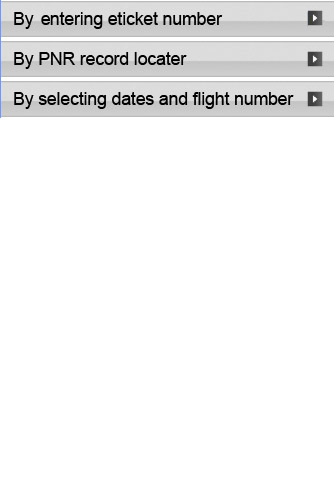 By entering eticket number
By PNR record locater
By selecting dates and flight number